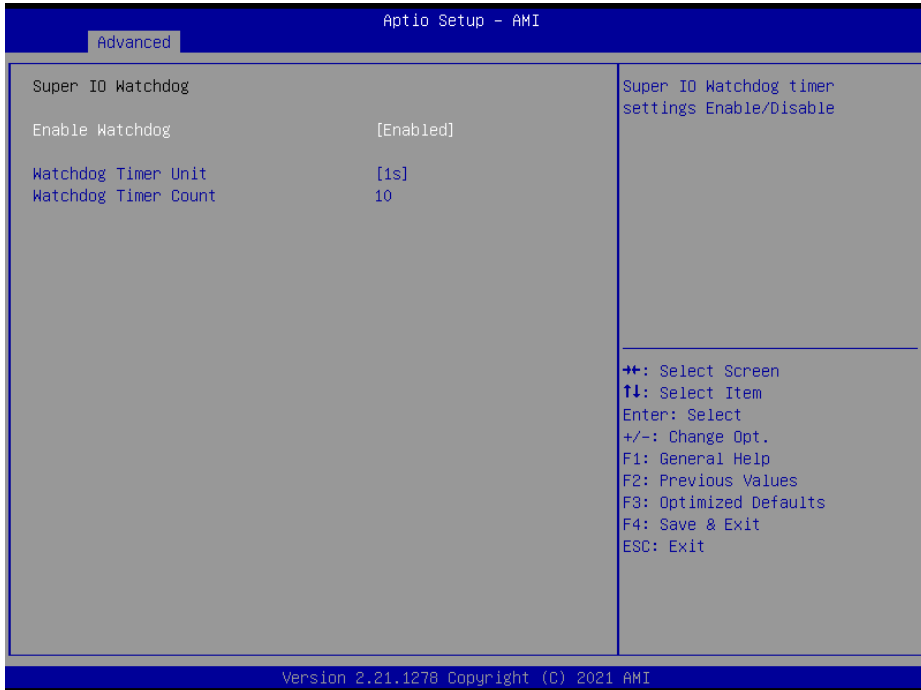 Aptio Setup - AMI
Advanced
Super IO Watchdog
Enable Watchdog [Enabled]
Watchdog Timer Unit [1s]
Watchdog Timer Count 10
Super IO Watchdog timer
settings Enable/Disable
→←: Select Screen
↑↓: Select Item
Enter: Select
+/-: Change Opt.
F1: General Help
F2: Previous Values
F3: Optimized Defaults
F4: Save & Exit
ESC: Exit
Version 2.21.1278 Copyright (C) 2021 AMI